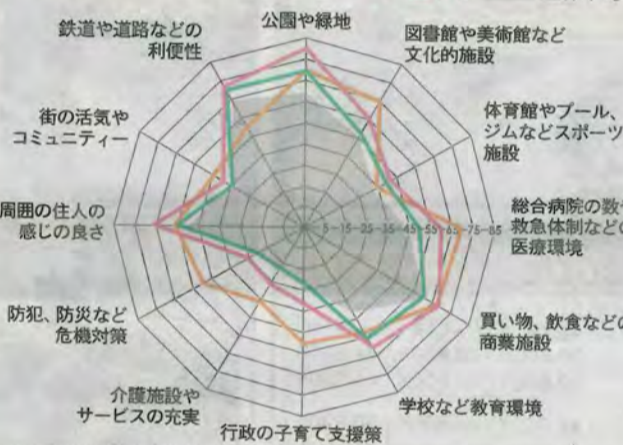 公園や緑地
鉄道や道路などの
利便性
図書館や美術館など
文化的施設
街の活気や
コミュニティー
体育館やプール、
ジムなどスポーツ
施設
周囲の住人の
感じの良さ
5 15 25 35 45 55 65 75 85
総合病院の数や
救急体制などの
医療環境
防犯、防災など
危機対策
買い物、飲食などの
商業施設
介護施設や
サービスの充実
学校など教育環境
行政の子育て支援策